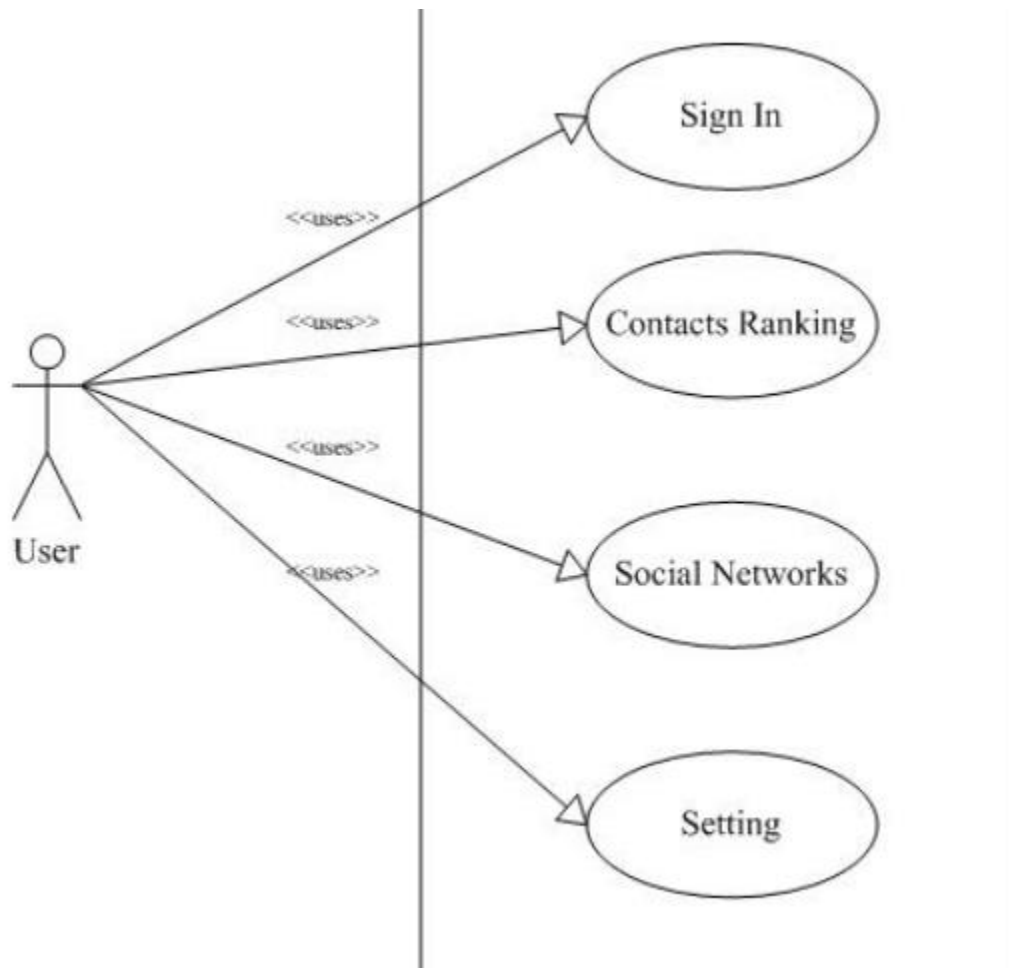 Sign In
<<uses>>
<<uses>>
Contacts Ranking
<<uses>>
User
<<uses>>
Social Networks
Setting